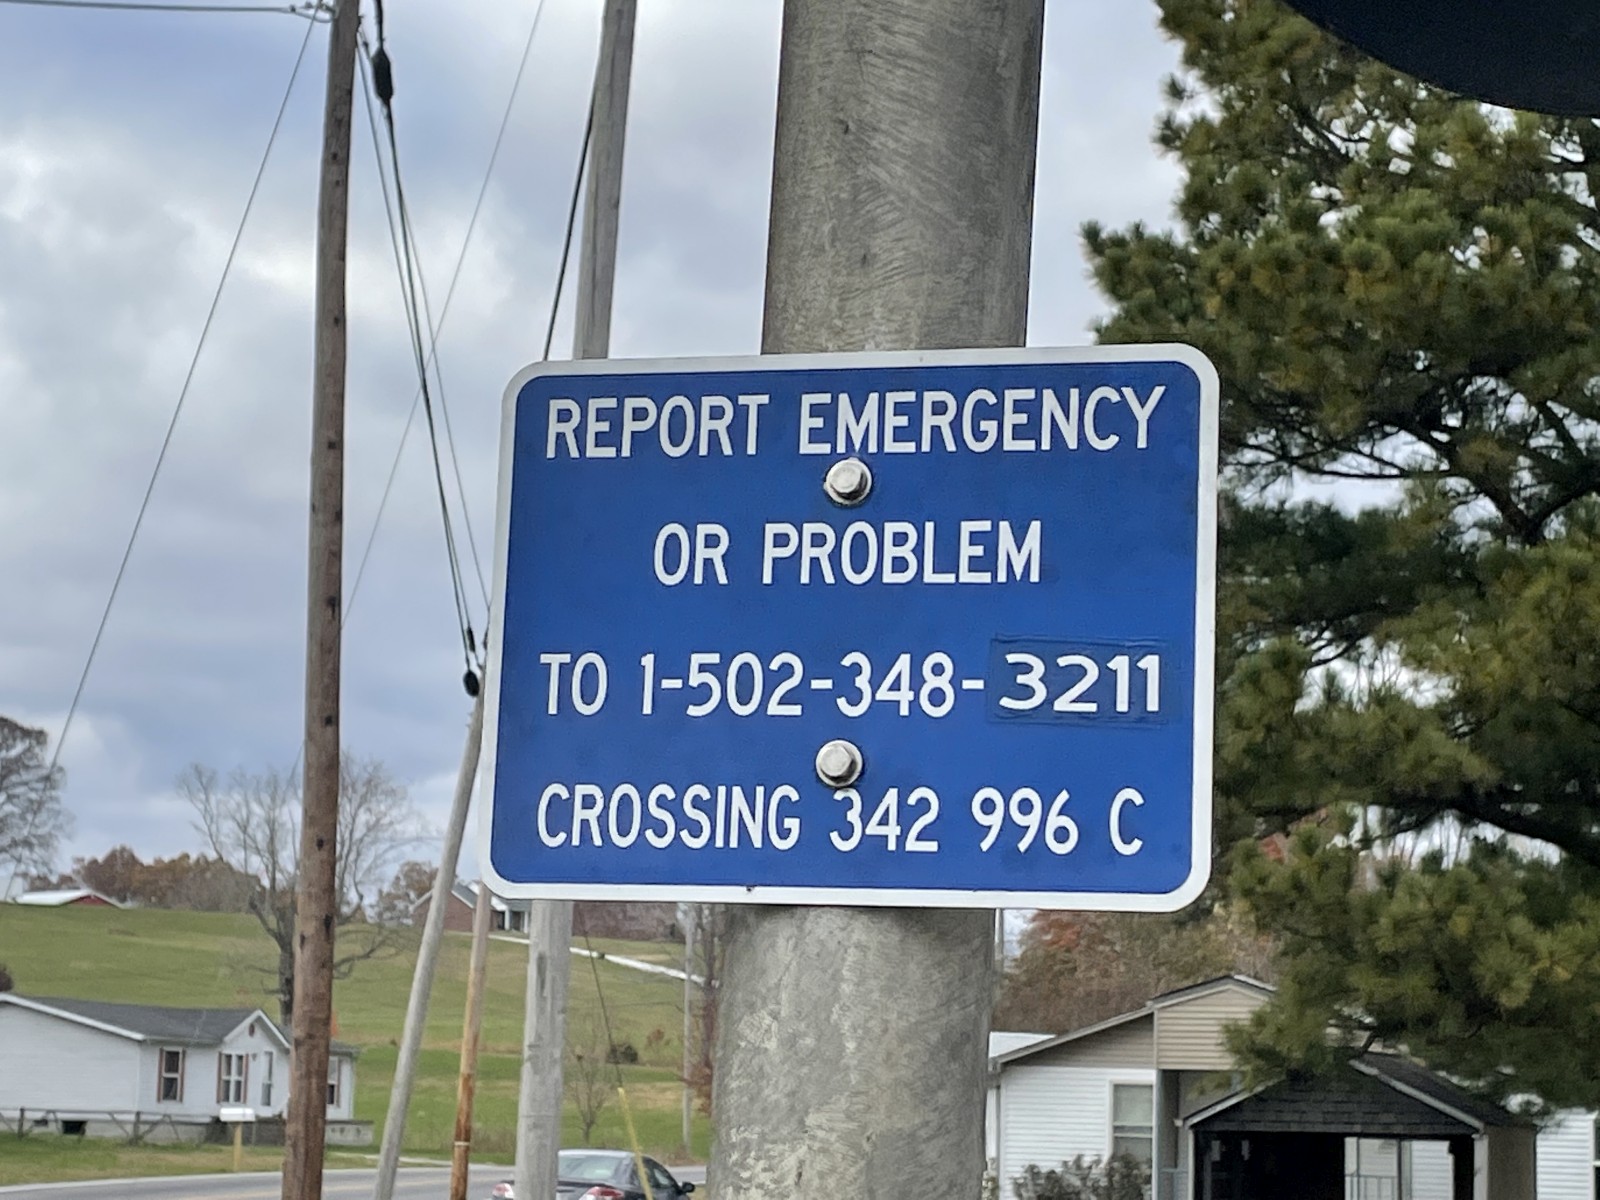 REPORT EMERGENCY
OR PROBLEM
TO 1-502-348-3211
CROSSING 342 996 C